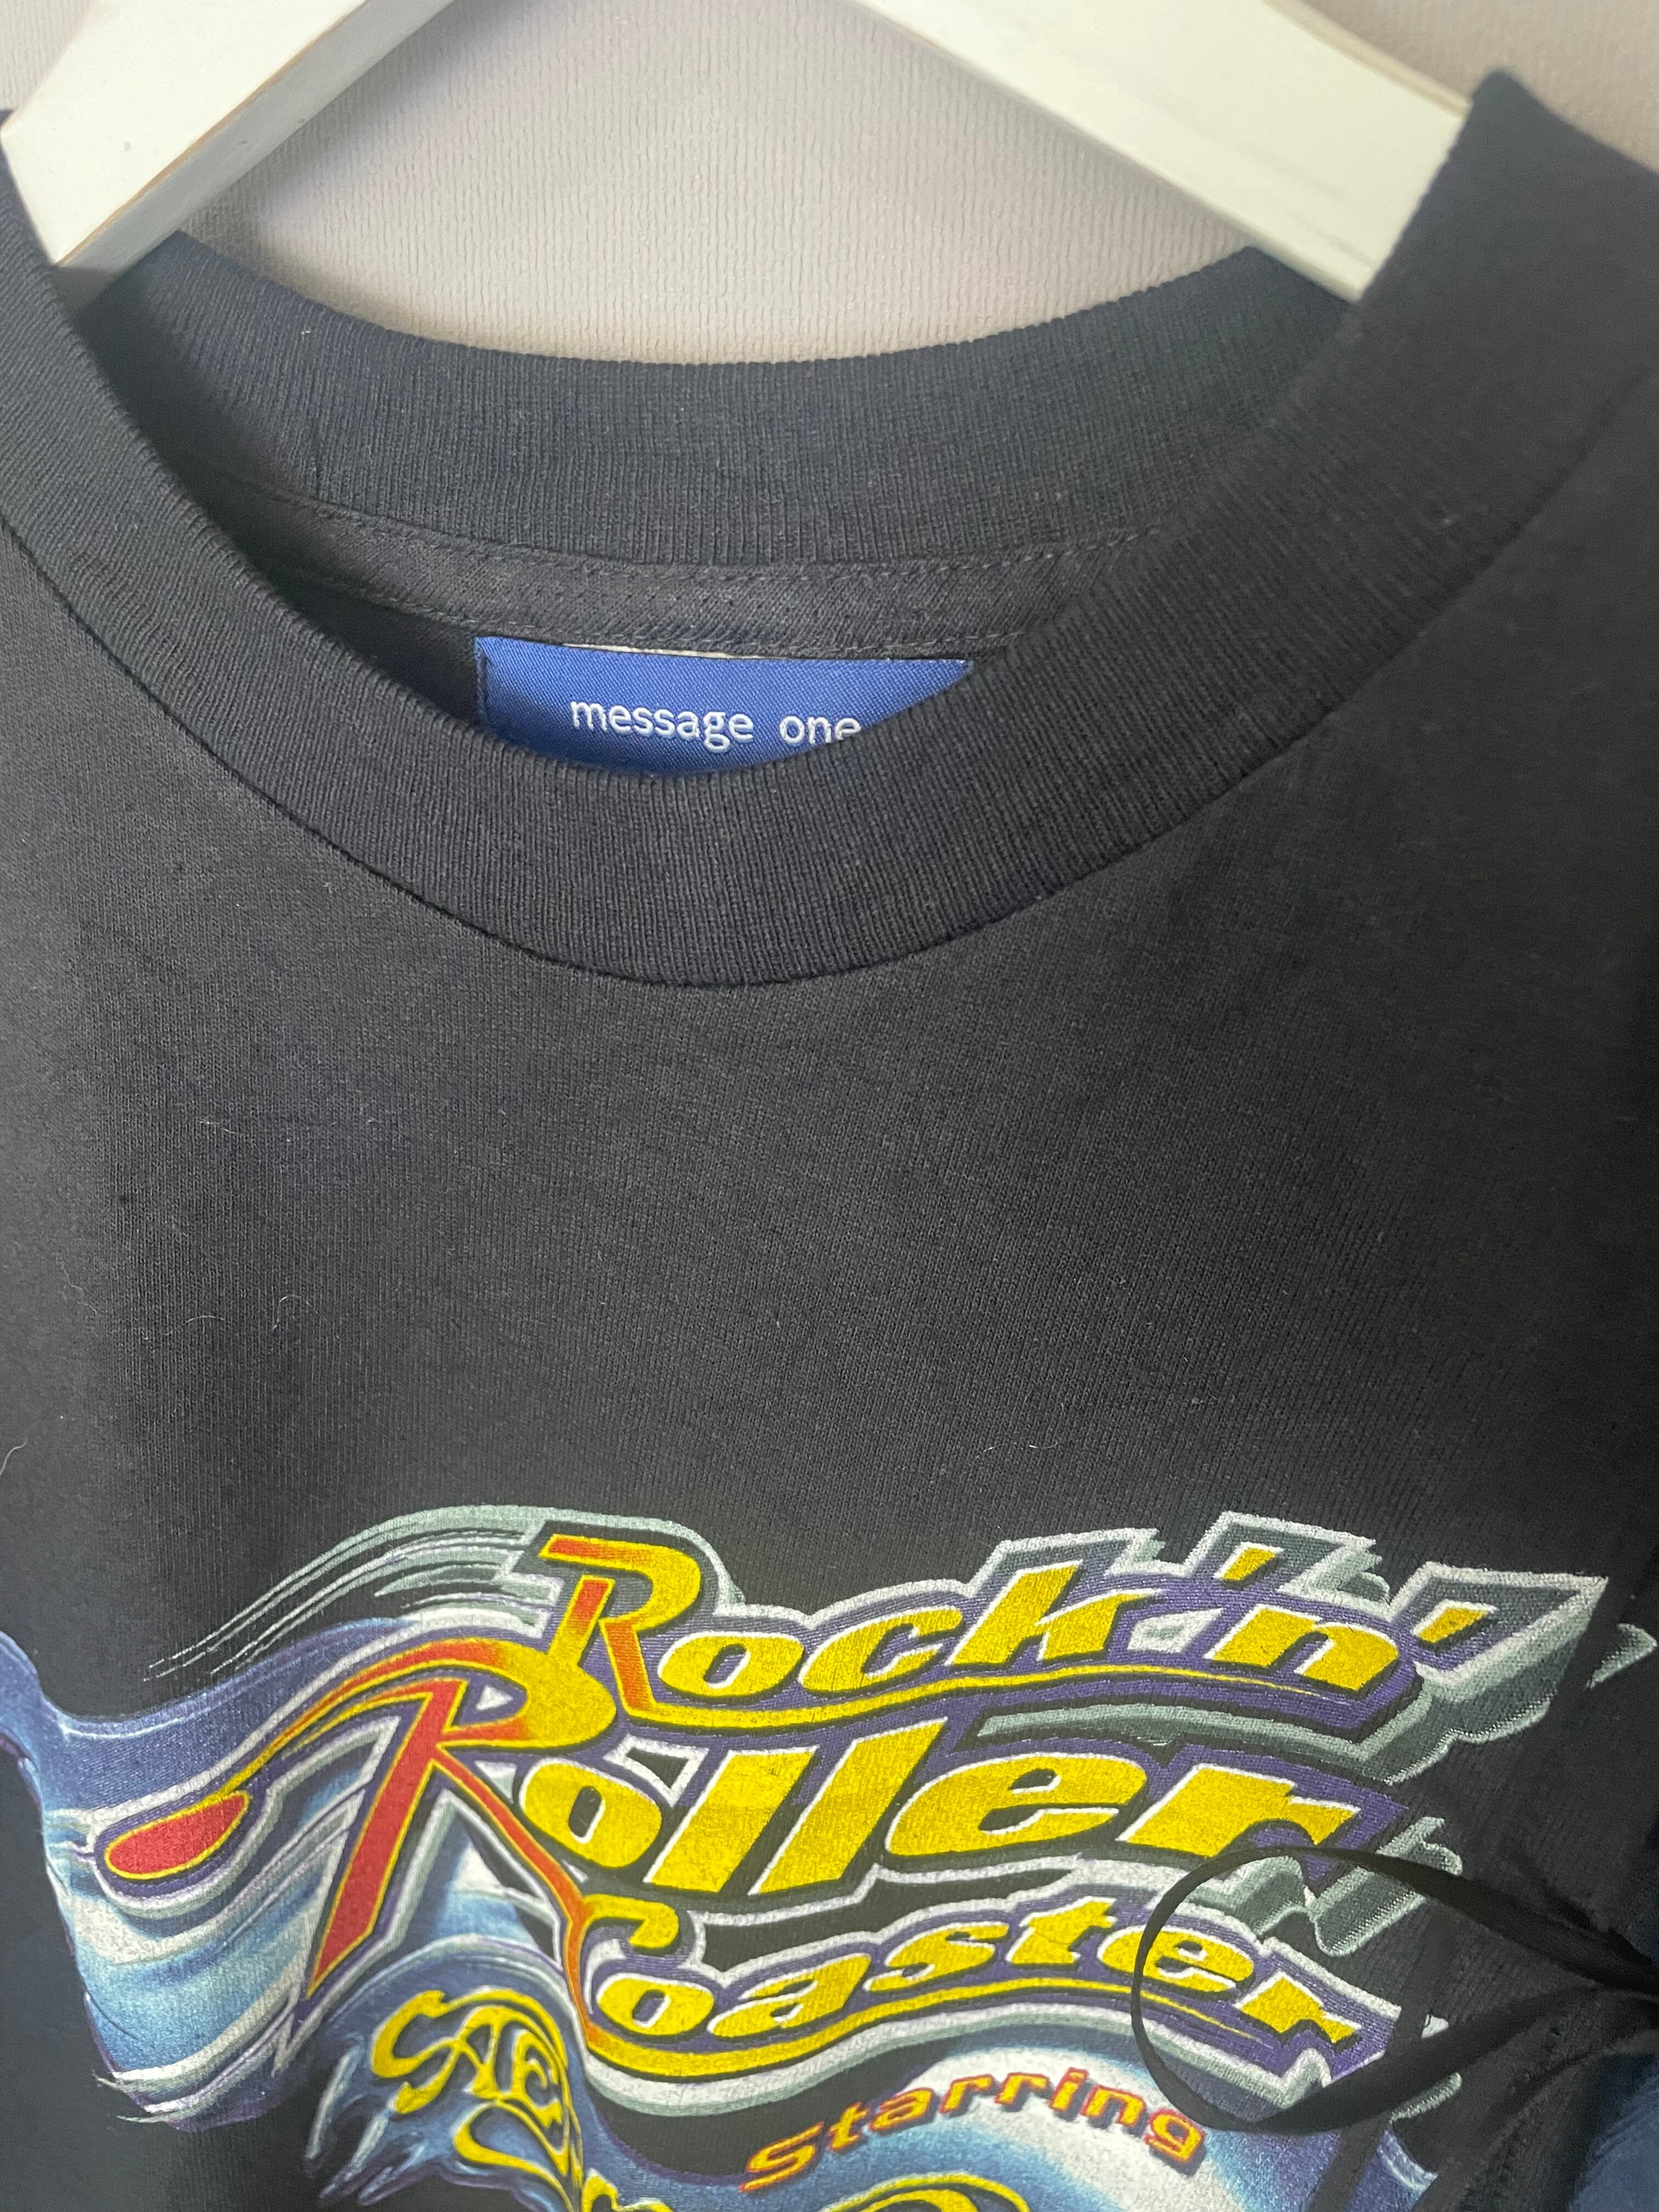 message one
Rock'n'
Roller
Coaster
Starring